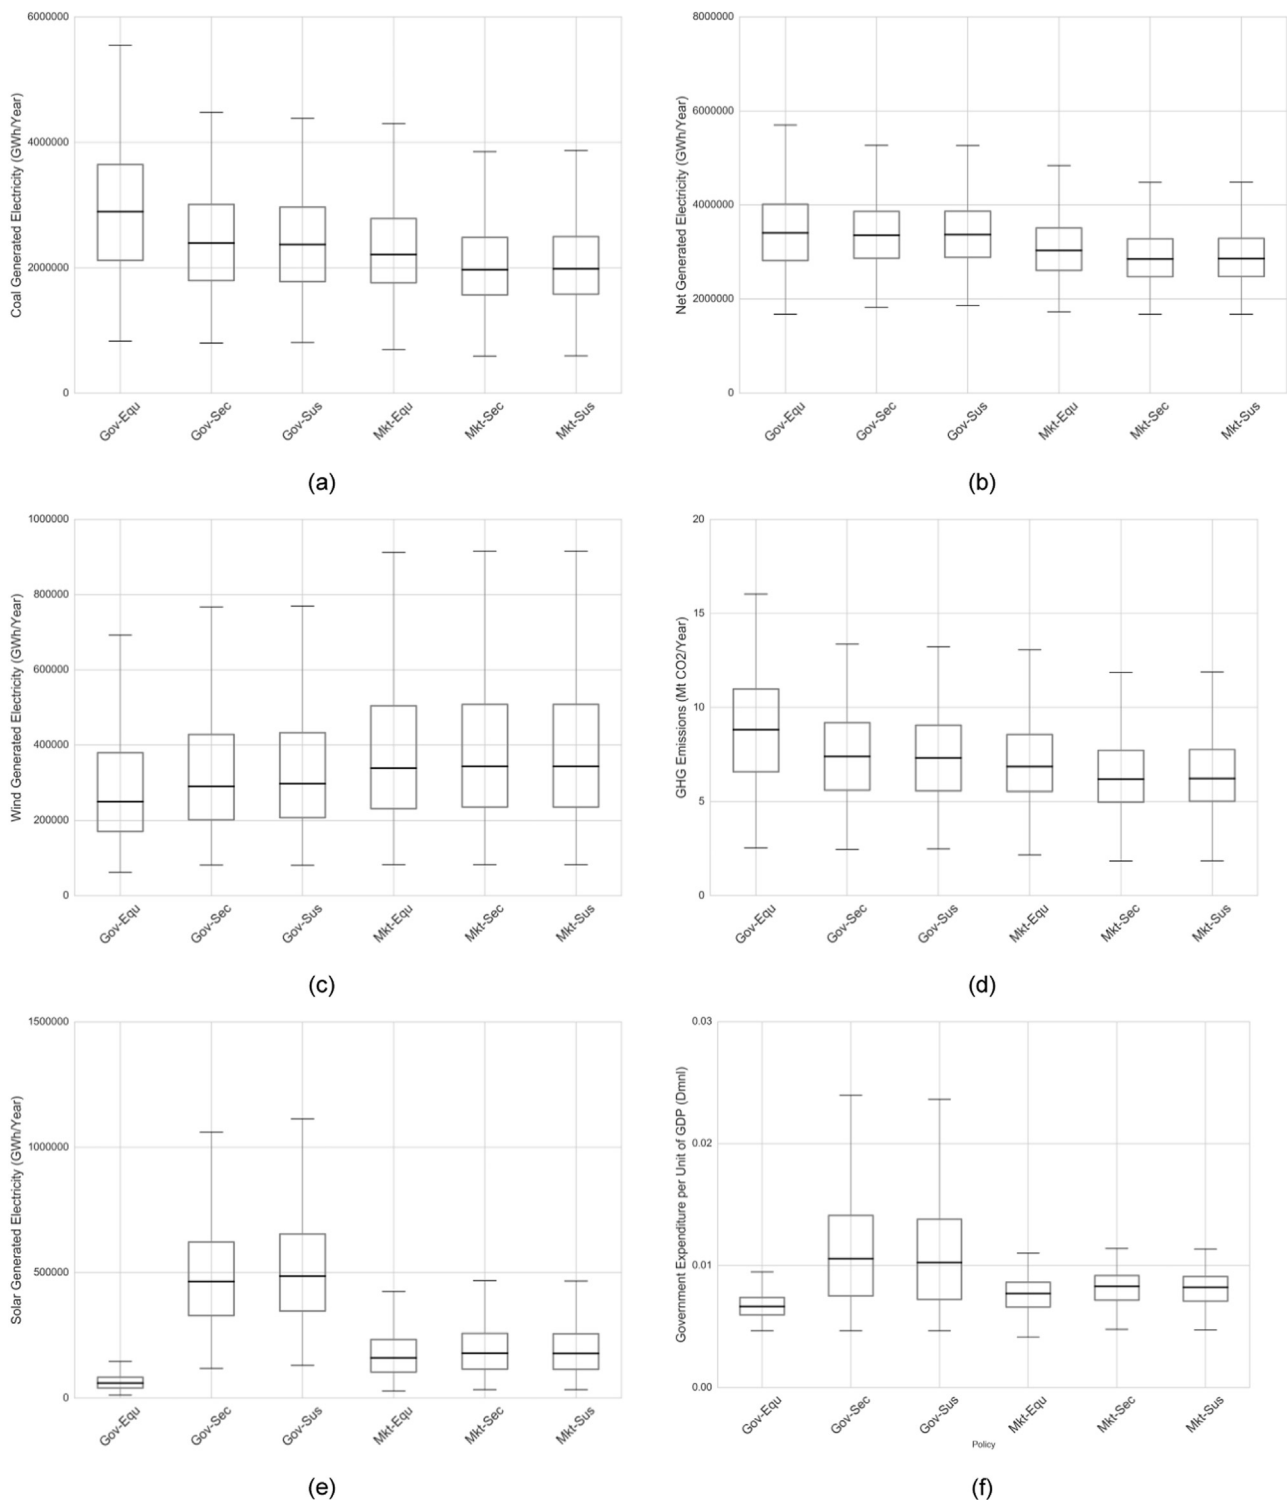 6000000
4000000
2000000
0
Coal Generated Electricity (GWh/Year)
Gov-Equ
Gov-Sec
Gov-Sus
Mkt-Equ
Mkt-Sec
Mkt-Sus
(a)
8000000
6000000
4000000
2000000
0
Net Generated Electricity (GWh/Year)
Gov-Equ
Gov-Sec
Gov-Sus
Mkt-Equ
Mkt-Sec
Mkt-Sus
(b)
1000000
800000
600000
400000
200000
0
Wind Generated Electricity (GWh/Year)
Gov-Equ
Gov-Sec
Gov-Sus
Mkt-Equ
Mkt-Sec
Mkt-Sus
(c)
20
15
10
5
0
GHG Emissions (Mt CO2/Year)
Gov-Equ
Gov-Sec
Gov-Sus
Mkt-Equ
Mkt-Sec
Mkt-Sus
(d)
1500000
1000000
500000
0
Solar Generated Electricity (GWh/Year)
Gov-Equ
Gov-Sec
Gov-Sus
Mkt-Equ
Mkt-Sec
Mkt-Sus
(e)
0.03
0.02
0.01
0.00
Government Expenditure per Unit of GDP (Dmnl)
Gov-Equ
Gov-Sec
Gov-Sus
Mkt-Equ
Mkt-Sec
Mkt-Sus
Policy
(f)